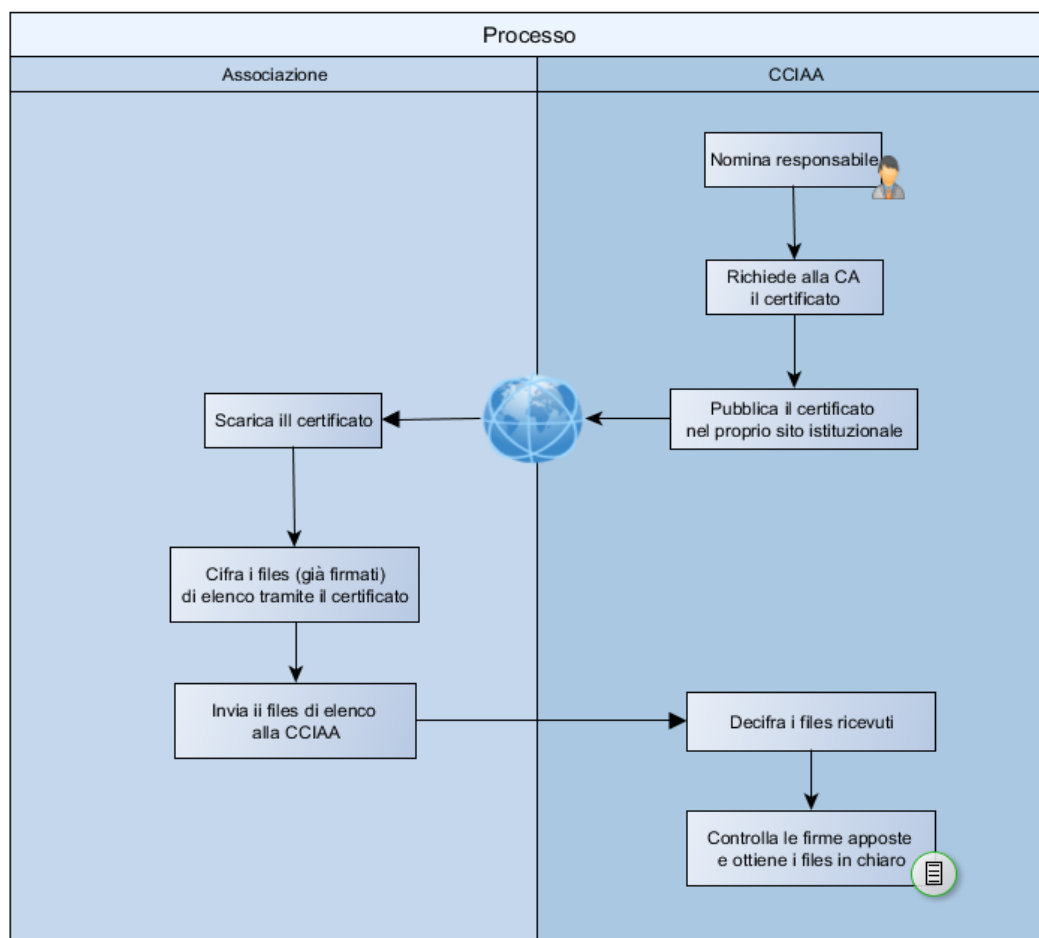 Processo
Associazione
CCIAA
Nomina responsabile
Richiede alla CA
il certificato
Pubblica il certificato
nel proprio sito istituzionale
Scarica ill certificato
Cifra i files (già firmati)
di elenco tramite il certificato
Invia ii files di elenco
alla CCIAA
Decifra i files ricevuti
Controlla le firme apposte
e ottiene i files in chiaro